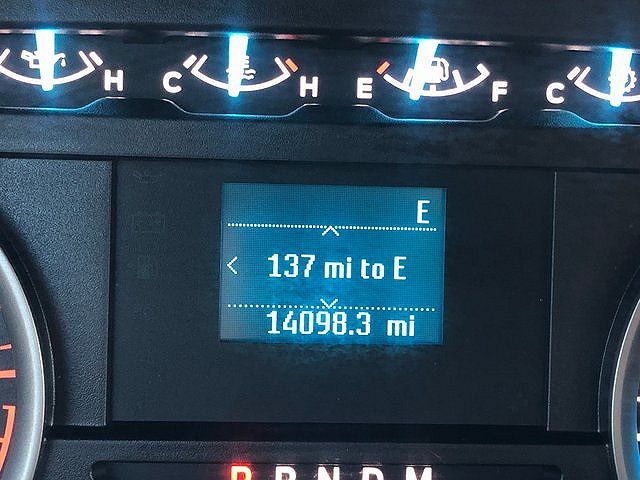 H C H E F C
E
137 mi to E
14098.3 mi
P R N D M